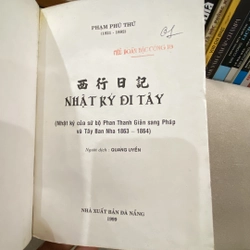 PHẠM PHÚ THỨ
(1821 - 1882)
西行日記
NHẬT KÝ ĐI TÂY
(Nhật ký của sứ bộ Phan Thanh Giản sang Pháp
và Tây Ban Nha 1863 - 1864)
Người dịch : QUANG UYỂN
NHÀ XUẤT BẢN ĐÀ NẴNG
1999